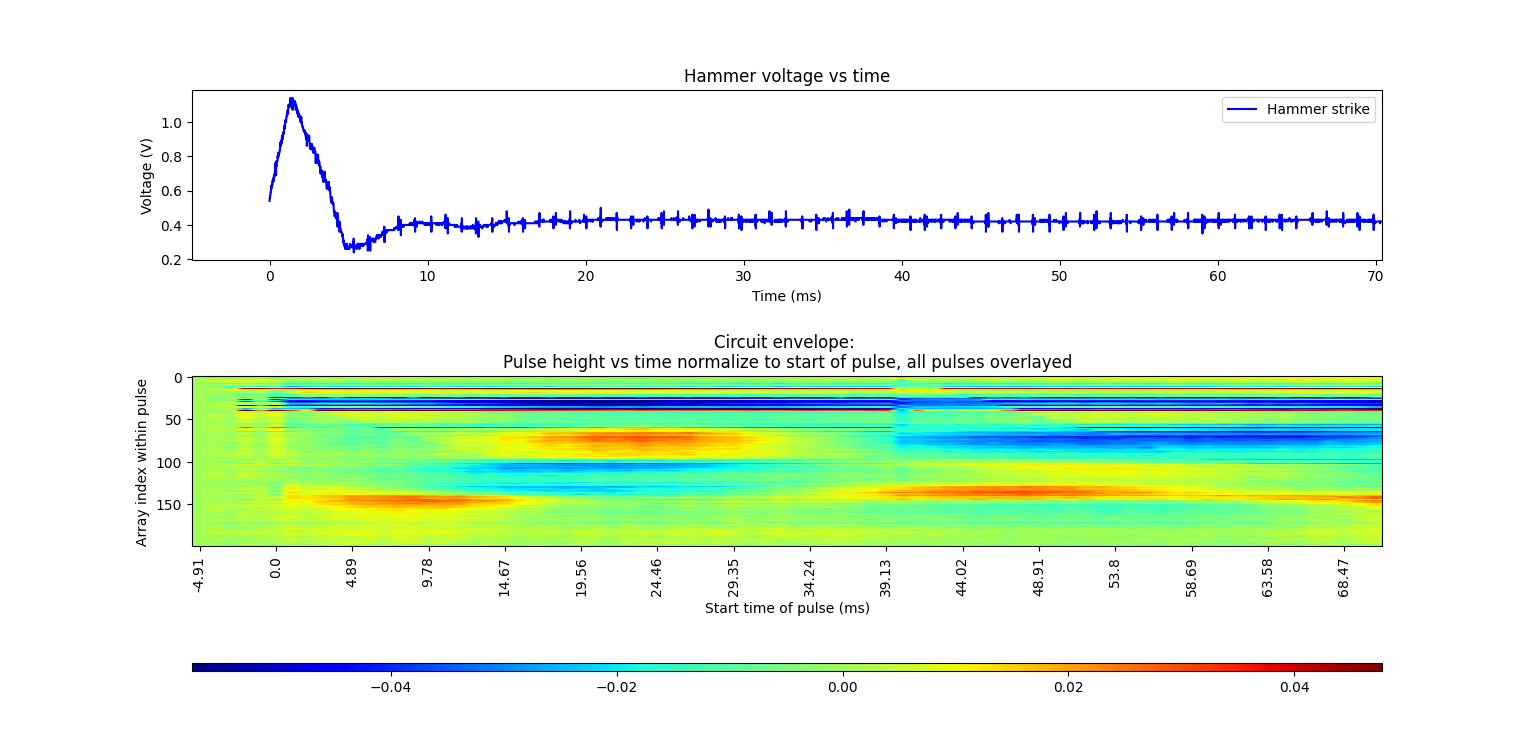 Hammer voltage vs time
Hammer strike
Voltage (V)
1.0
0.8
0.6
0.4
0.2
0 10 20 30 40 50 60 70
Time (ms)
Circuit envelope:
Pulse height vs time normalize to start of pulse, all pulses overlayed
Array index within pulse
0
50
100
150
-4.91 0.0 4.89 9.78 14.67 19.56 24.46 29.35 34.24 39.13 44.02 48.91 53.8 58.69 63.58 68.47
Start time of pulse (ms)
−0.04 −0.02 0.00 0.02 0.04